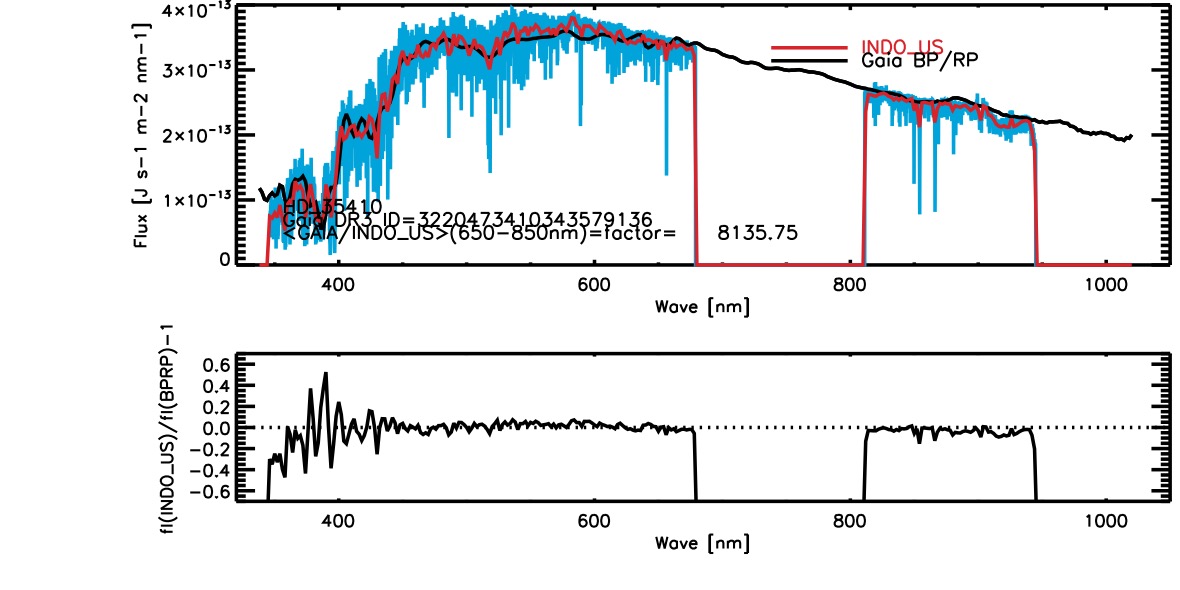 4×10−13
3×10−13
2×10−13
1×10−13
0
Flux [J s−1 m−2 nm−1]
INDO_US
Gaia BP/RP
HD_35410
Gaia DR3 ID=3220473410343579136
<GAIA/INDO_US>(650−850nm)=factor= 8135.75
400 600 800 1000
Wave [nm]
fl(INDO_US)/fl(BPRP)−1
0.6
0.4
0.2
0.0
−0.2
−0.4
−0.6
400 600 800 1000
Wave [nm]